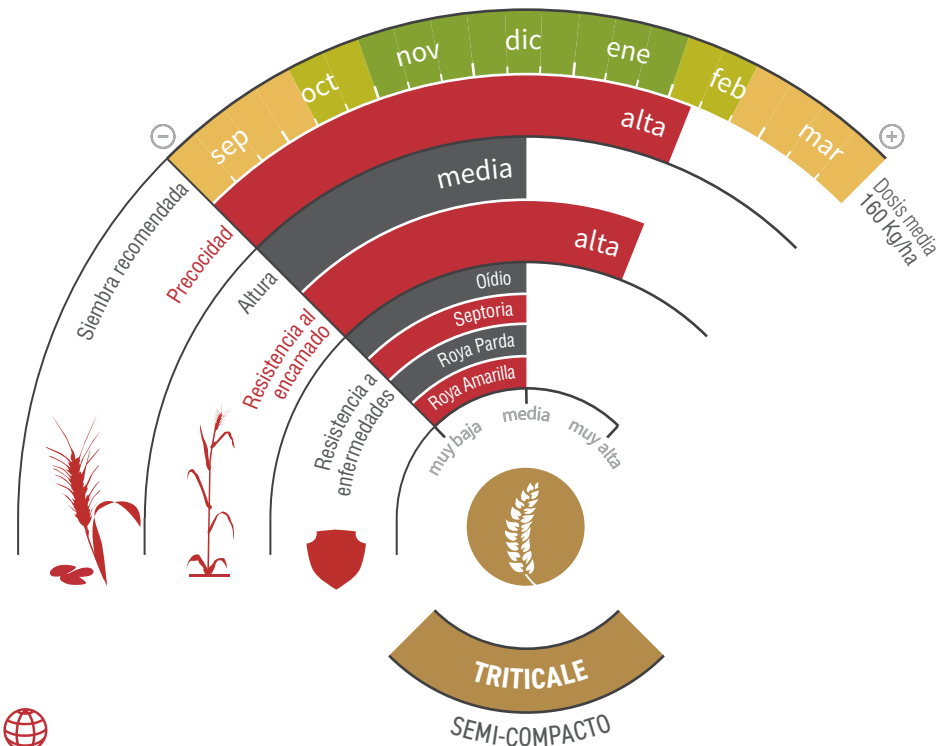 sep
oct
nov
dic
ene
feb
mar
Dosis media
160 Kg/ha
Siembra recomendada
Precocidad
alta
Altura
media
Resistencia al
encamado
alta
Resistencia a
enfermedades
Oídio
Septoria
Roya Parda
Roya Amarilla
muy baja
media
muy alta
TRITICALE
SEMI-COMPACTO